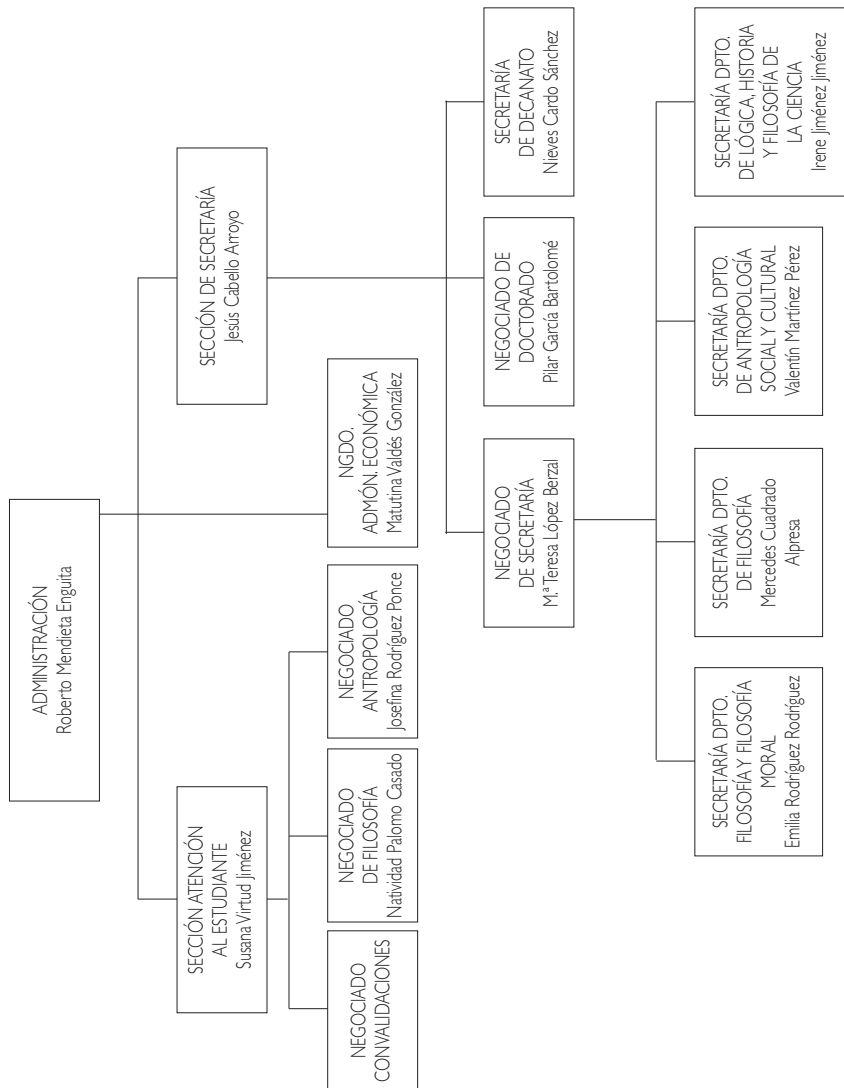 ADMINISTRACIÓN
Roberto Mendieta Enguita
SECCIÓN ATENCIÓN
AL ESTUDIANTE
Susana Virtud Jiménez
SECCIÓN DE SECRETARÍA
Jesús Cabello Arroyo
NEGOCIADO
CONVALIDACIONES
NEGOCIADO
DE FILOSOFÍA
Natividad Palomo Casado
NEGOCIADO
ANTROPOLOGÍA
Josefina Rodríguez Ponce
NGDO.
ADMÓN. ECONÓMICA
Matutina Valdés González
NEGOCIADO
DE SECRETARÍA
M.ª Teresa López Berzal
NEGOCIADO DE
DOCTORADO
Pilar García Bartolomé
SECRETARÍA
DE DECANATO
Nieves Cardo Sánchez
SECRETARÍA DPTO.
FILOSOFÍA Y FILOSOFÍA
MORAL
Emilia Rodríguez Rodríguez
SECRETARÍA DPTO.
DE FILOSOFÍA
Mercedes Cuadrado
Alpresa
SECRETARÍA DPTO.
DE ANTROPOLOGÍA
SOCIAL Y CULTURAL
Valentín Martínez Pérez
SECRETARÍA DPTO.
DE LÓGICA, HISTORIA
Y FILOSOFÍA DE
LA CIENCIA
Irene Jiménez Jiménez